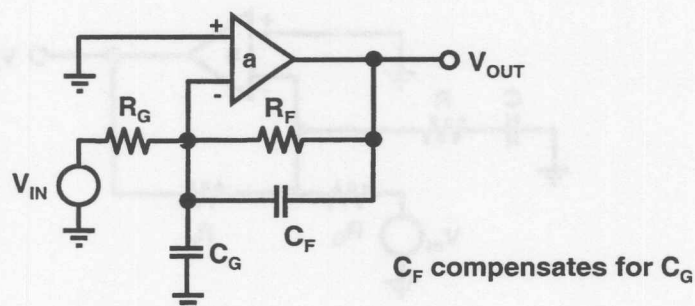 +
a
V_OUT
-
R_G
R_F
V_IN
C_F
C_G
C_F compensates for C_G